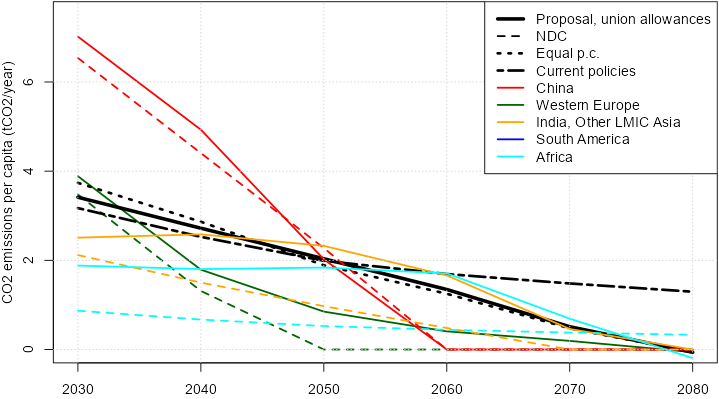 CO2 emissions per capita (tCO2/year)
6
4
2
0
2030 2040 2050 2060 2070 2080
Proposal, union allowances
NDC
Equal p.c.
Current policies
China
Western Europe
India, Other LMIC Asia
South America
Africa